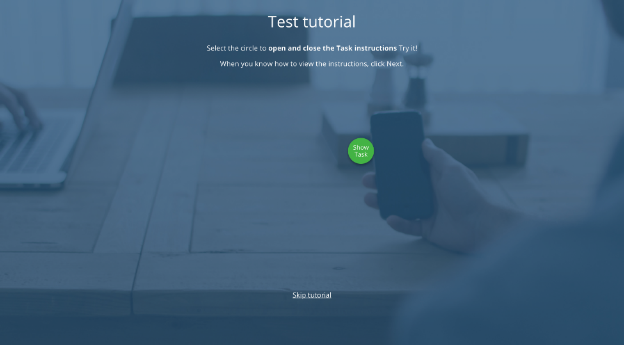 Test tutorial
Select the circle to open and close the Task instructions Try it!
When you know how to view the instructions, click Next.
Show
Task
Skip tutorial